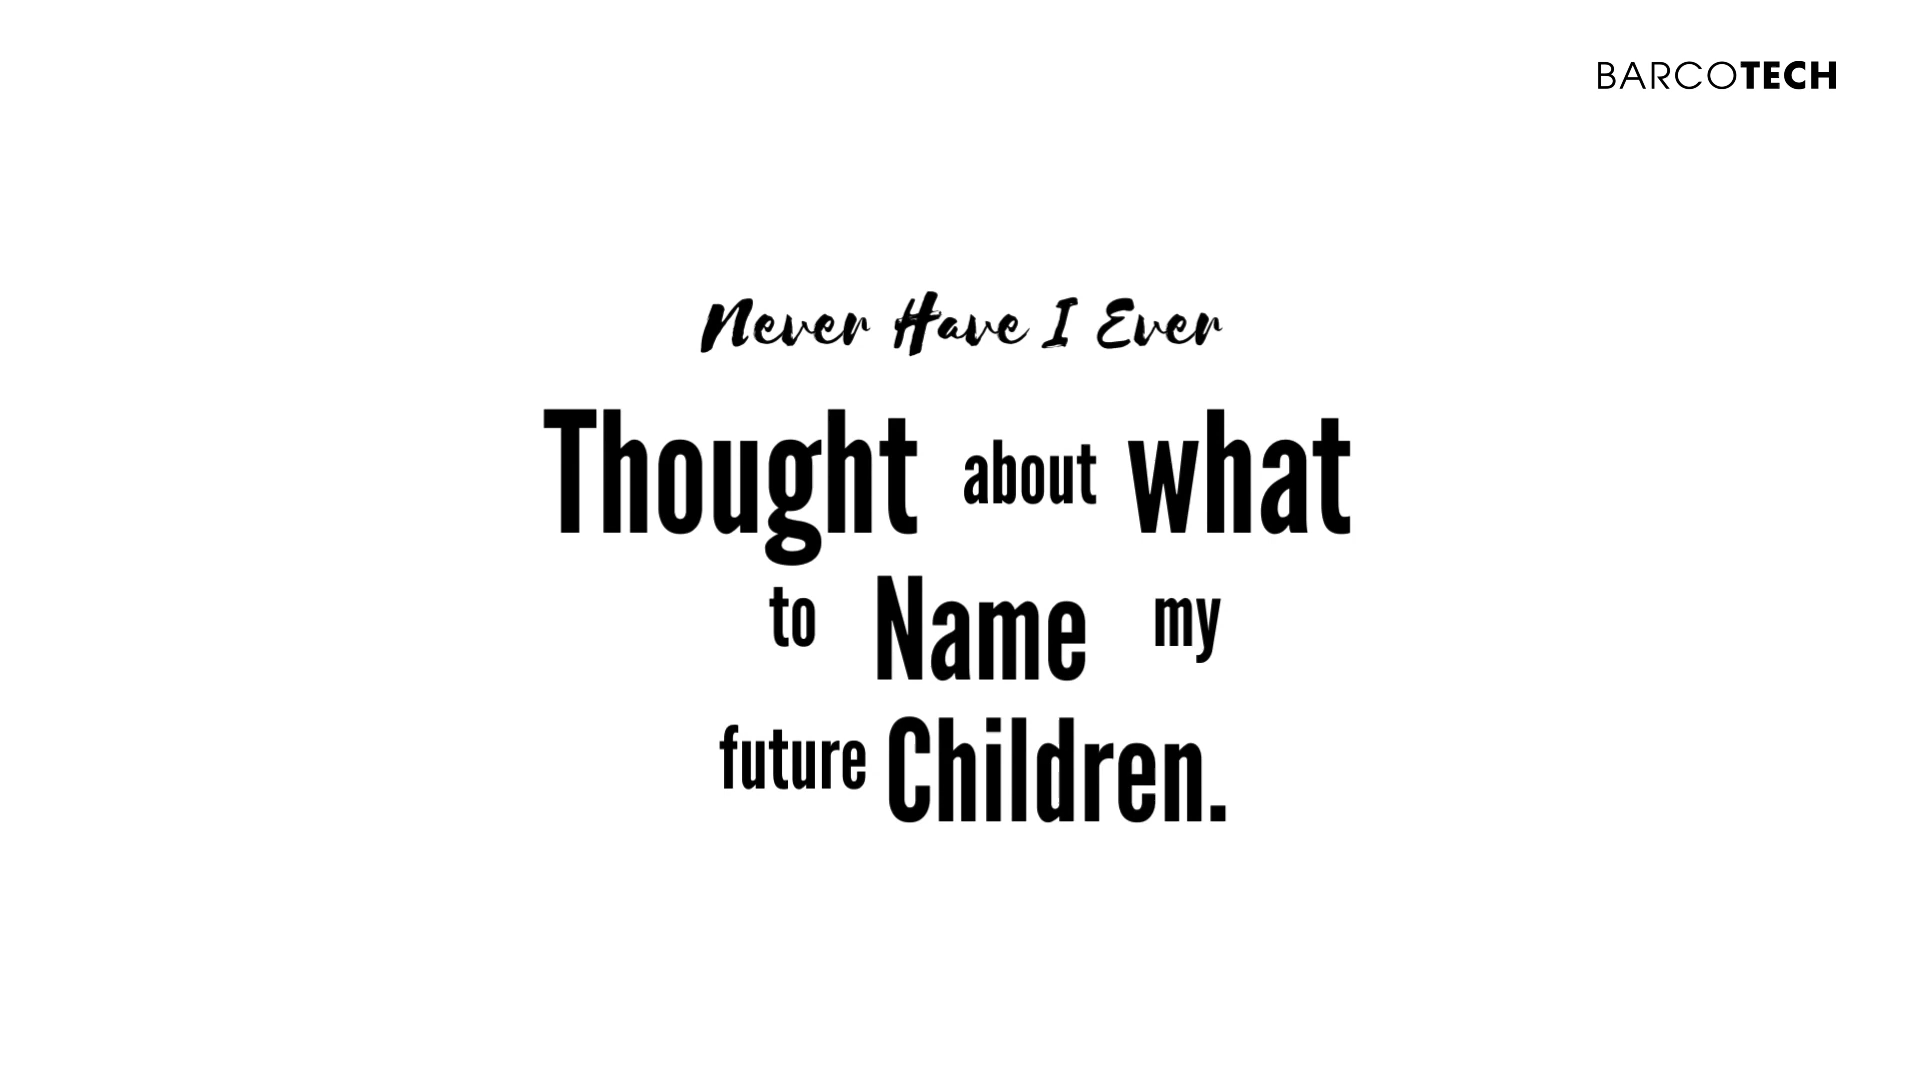 BARCOTECH
Never Have I Ever
Thought about what
to Name my
future Children.